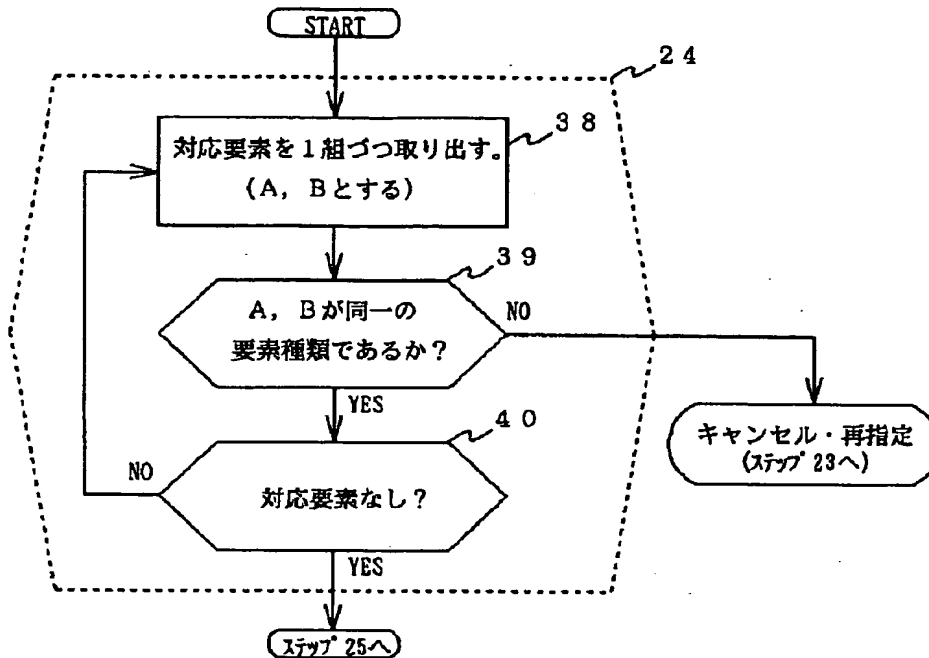 START
24
38
対応要素を1組づつ取り出す。
(A, Bとする)
39
A, Bが同一の
要素種類であるか?
NO
YES
キャンセル・再指定
(ステップ23へ)
40
NO
対応要素なし?
YES
ステップ25へ